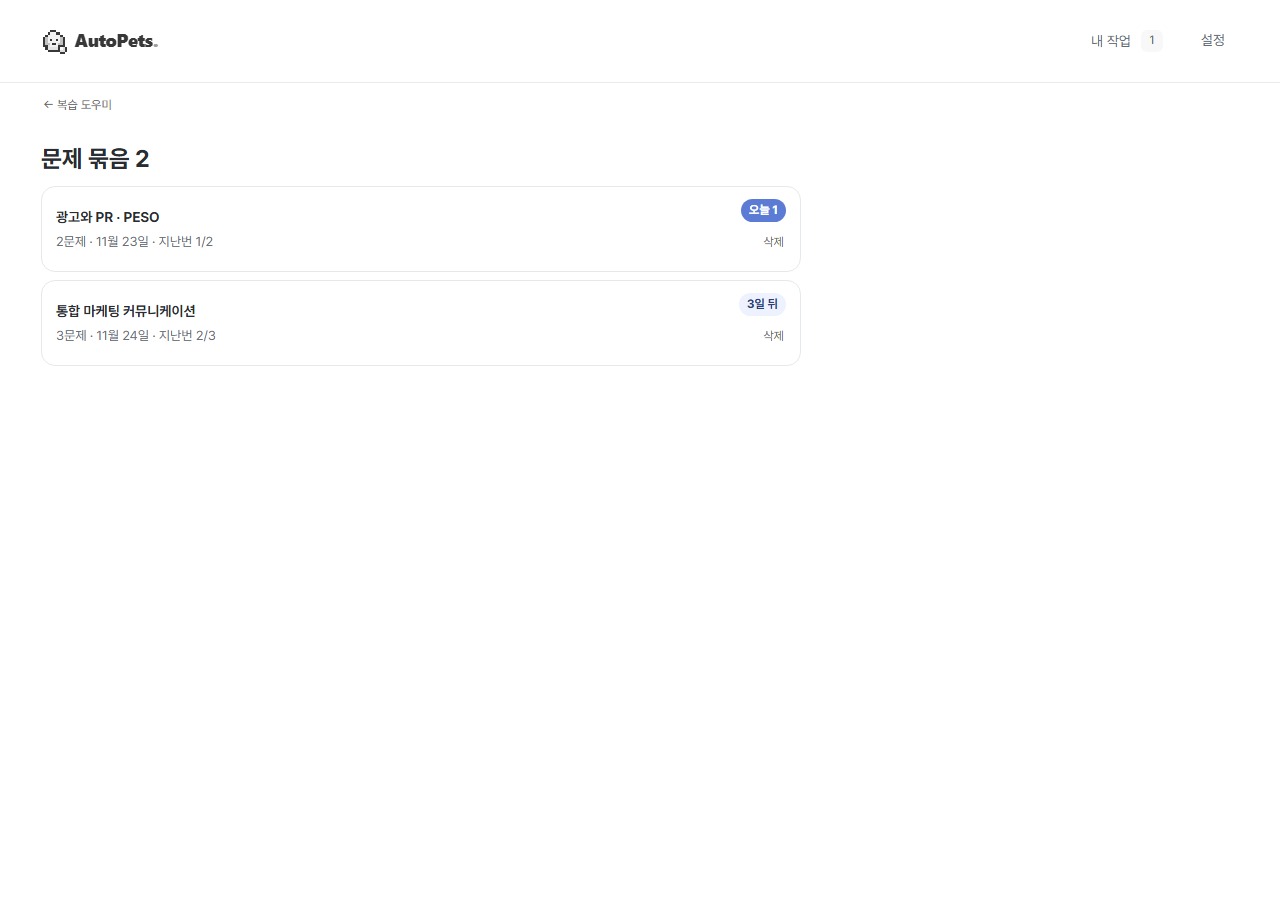 AutoPets.
내 작업 1
설정
← 복습 도우미
문제 묶음 2
광고와 PR · PESO
오늘 1
2문제 · 11월 23일 · 지난번 1/2
삭제
통합 마케팅 커뮤니케이션
3일 뒤
3문제 · 11월 24일 · 지난번 2/3
삭제